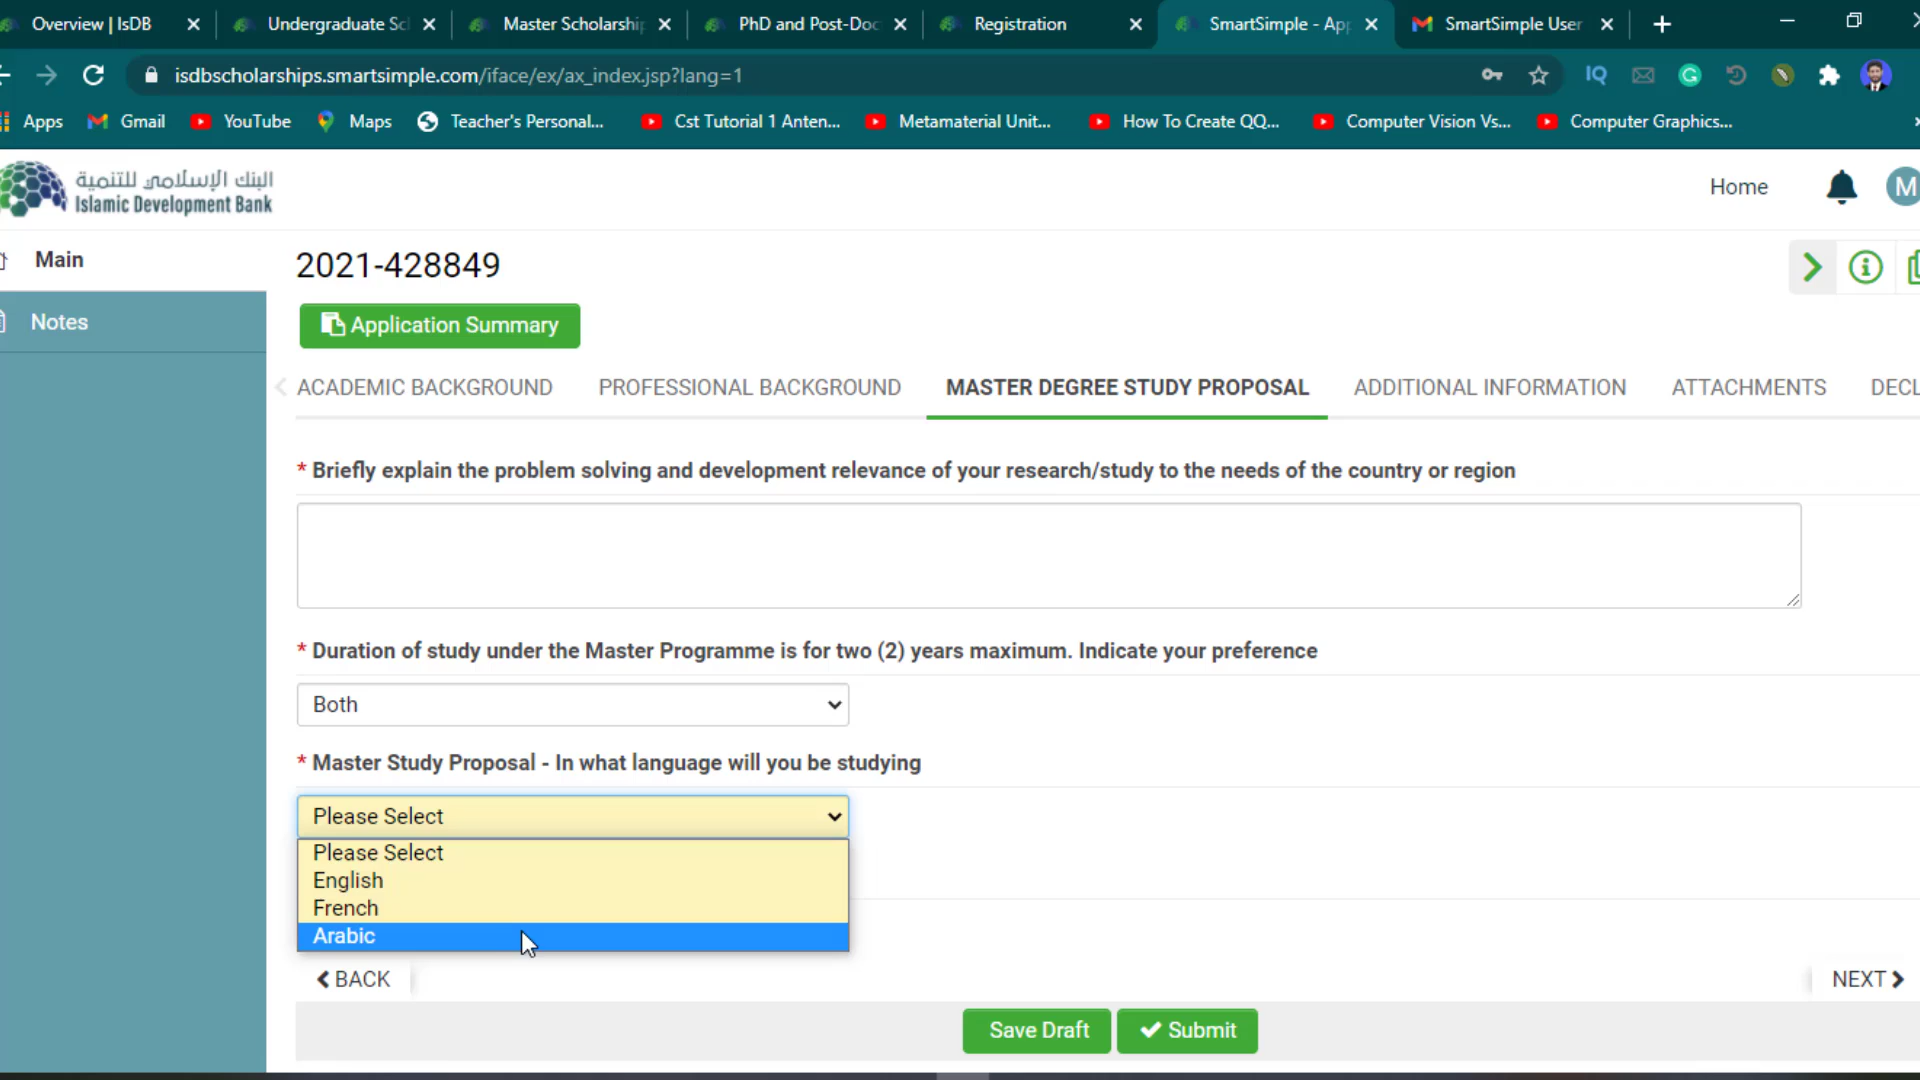 Overview | IsDB
Undergraduate Sc
Master Scholarship
PhD and Post-Doc
Registration
SmartSimple - App
SmartSimple User
isdbscholarships.smartsimple.com/iface/ex/ax_index.jsp?lang=1
Apps
Gmail
YouTube
Maps
Teacher's Personal...
Cst Tutorial 1 Anten...
Metamaterial Unit...
How To Create QQ...
Computer Vision Vs...
Computer Graphics...
البنك الإسلامي للتنمية
Islamic Development Bank
Home
M
Main
Notes
2021-428849
Application Summary
ACADEMIC BACKGROUND
PROFESSIONAL BACKGROUND
MASTER DEGREE STUDY PROPOSAL
ADDITIONAL INFORMATION
ATTACHMENTS
DECL
* Briefly explain the problem solving and development relevance of your research/study to the needs of the country or region
* Duration of study under the Master Programme is for two (2) years maximum. Indicate your preference
Both
* Master Study Proposal - In what language will you be studying
Please Select
Please Select
English
French
Arabic
BACK
NEXT
Save Draft
Submit